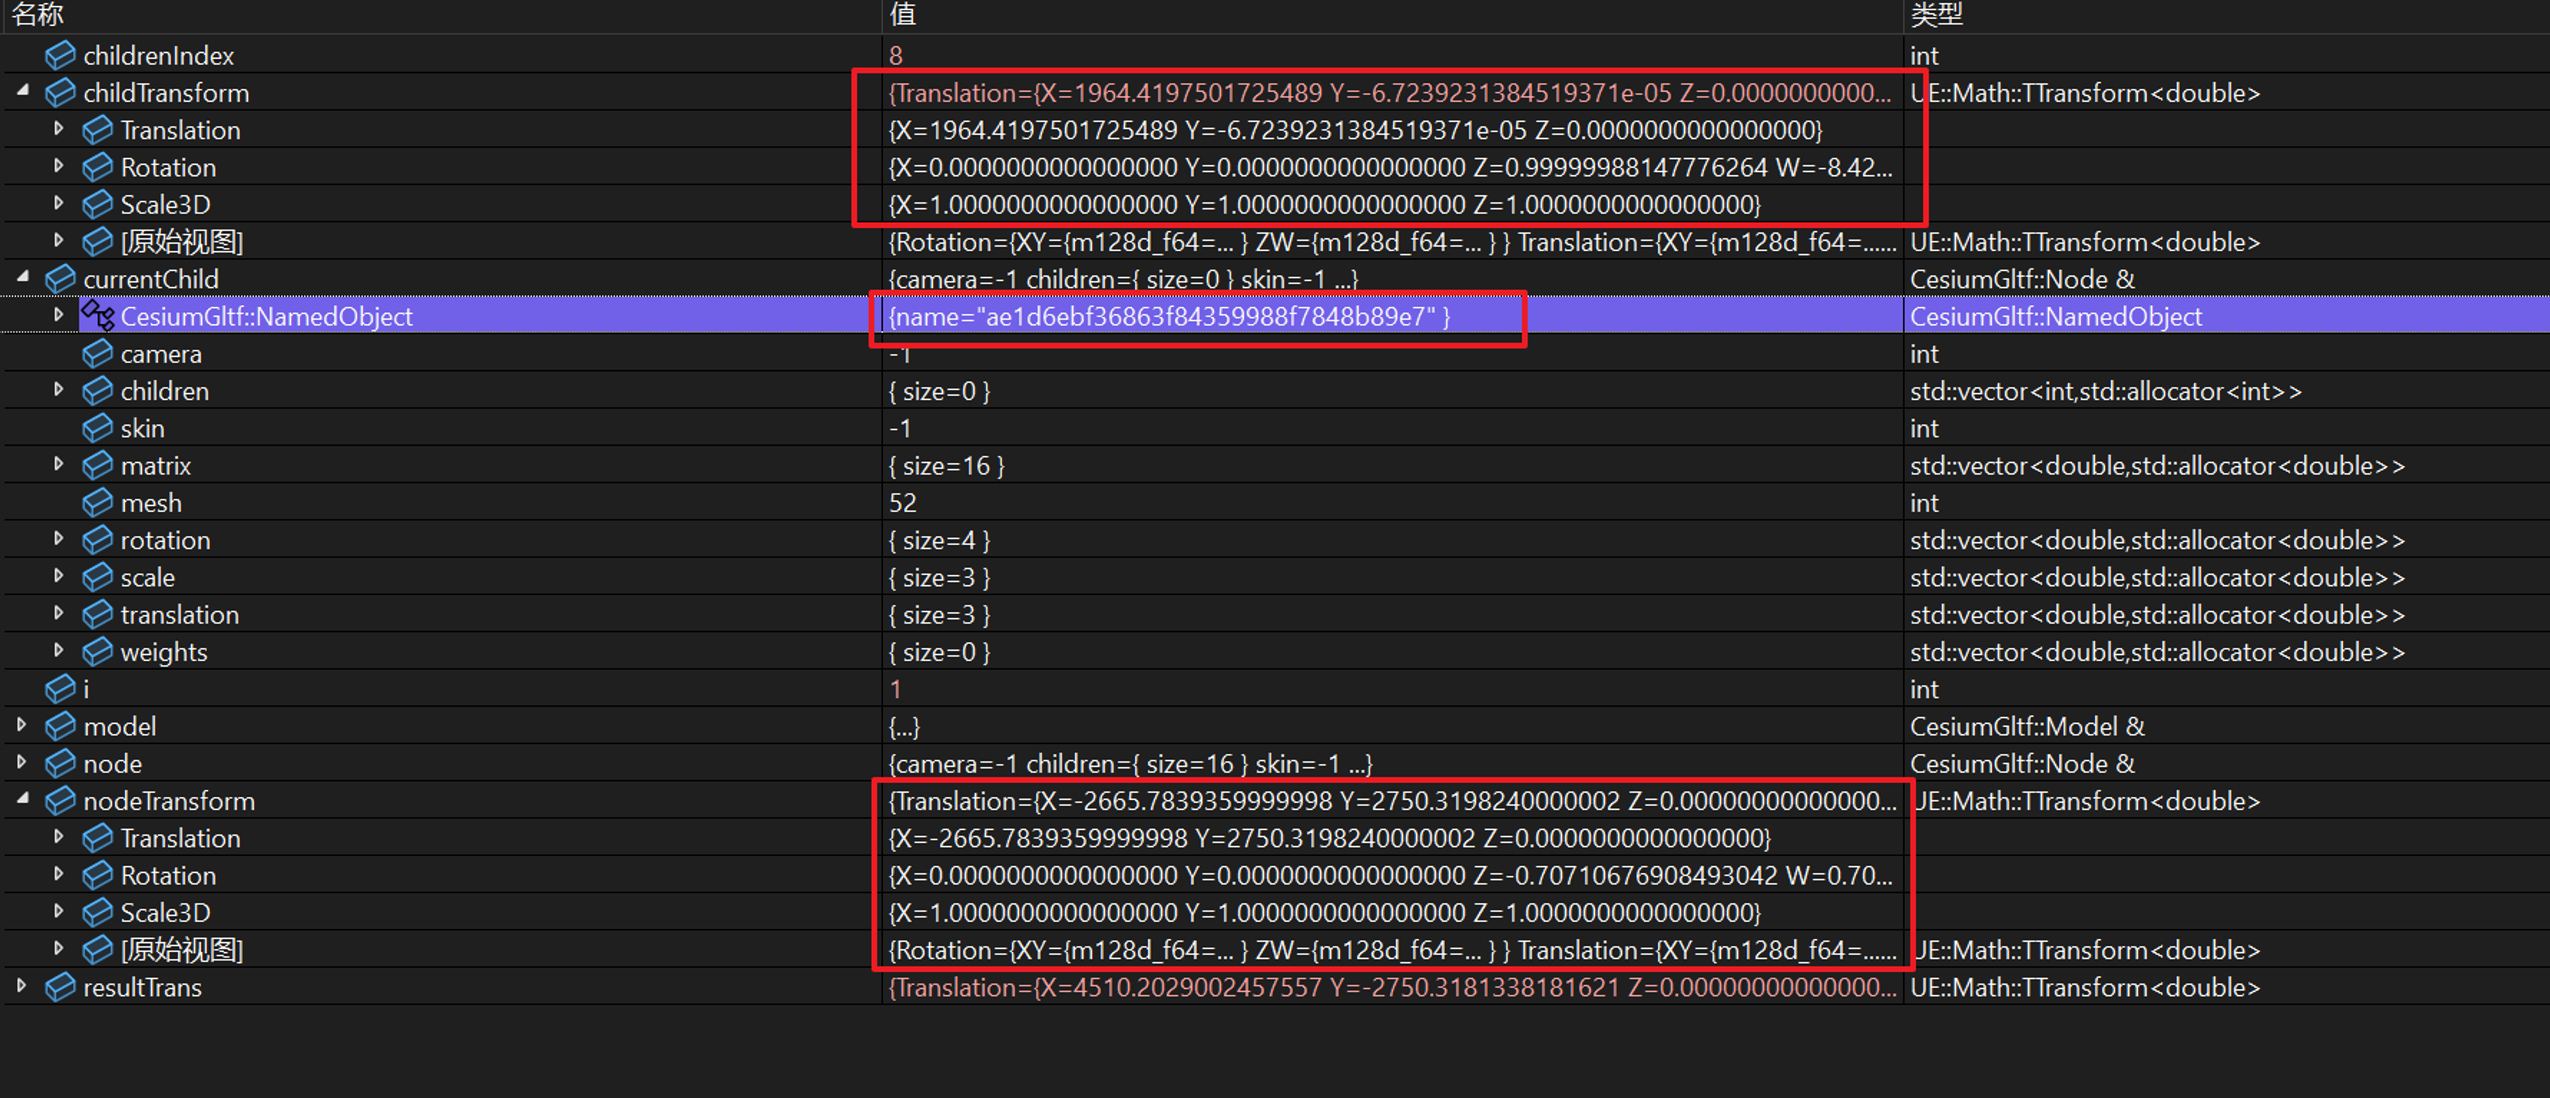 名称 值 类型
childrenIndex 8 int
childTransform {Translation={X=1964.4197501725489 Y=-6.7239231384519371e-05 Z=0.0000000000... UE::Math::TTransform<double>
Translation {X=1964.4197501725489 Y=-6.7239231384519371e-05 Z=0.0000000000000000}
Rotation {X=0.0000000000000000 Y=0.0000000000000000 Z=0.99999988147776264 W=-8.42...
Scale3D {X=1.0000000000000000 Y=1.0000000000000000 Z=1.0000000000000000}
[原始视图] {Rotation={XY={m128d_f64=... } ZW={m128d_f64=... } } Translation={XY={m128d_f64=...... UE::Math::TTransform<double>
currentChild {camera=-1 children={ size=0 } skin=-1 ...} CesiumGltf::Node &
CesiumGltf::NamedObject {name="ae1d6ebf36863f84359988f7848b89e7" } CesiumGltf::NamedObject
camera -1 int
children { size=0 } std::vector<int,std::allocator<int>>
skin -1 int
matrix { size=16 } std::vector<double,std::allocator<double>>
mesh 52 int
rotation { size=4 } std::vector<double,std::allocator<double>>
scale { size=3 } std::vector<double,std::allocator<double>>
translation { size=3 } std::vector<double,std::allocator<double>>
weights { size=0 } std::vector<double,std::allocator<double>>
i 1 int
model {...} CesiumGltf::Model &
node {camera=-1 children={ size=16 } skin=-1 ...} CesiumGltf::Node &
nodeTransform {Translation={X=-2665.7839359999998 Y=2750.3198240000002 Z=0.00000000000000... UE::Math::TTransform<double>
Translation {X=-2665.7839359999998 Y=2750.3198240000002 Z=0.0000000000000000}
Rotation {X=0.0000000000000000 Y=0.0000000000000000 Z=-0.70710676908493042 W=0.70...
Scale3D {X=1.0000000000000000 Y=1.0000000000000000 Z=1.0000000000000000}
[原始视图] {Rotation={XY={m128d_f64=... } ZW={m128d_f64=... } } Translation={XY={m128d_f64=...... UE::Math::TTransform<double>
resultTrans {Translation={X=4510.2029002457557 Y=-2750.3181338181621 Z=0.00000000000000... UE::Math::TTransform<double>